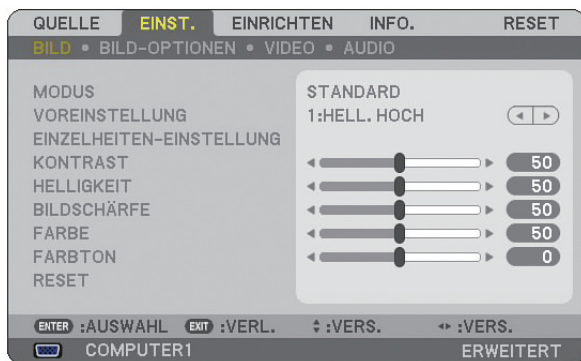 QUELLE EINST. EINRICHTEN INFO. RESET
BILD • BILD-OPTIONEN • VIDEO • AUDIO
MODUS STANDARD
VOREINSTELLUNG 1:HELL. HOCH
EINZELHEITEN-EINSTELLUNG
KONTRAST 50
HELLIGKEIT 50
BILDSCHÄRFE 50
FARBE 50
FARBTON 0
RESET
ENTER :AUSWAHL EXIT :VERL. :VERS. :VERS.
COMPUTER1 ERWEITERT